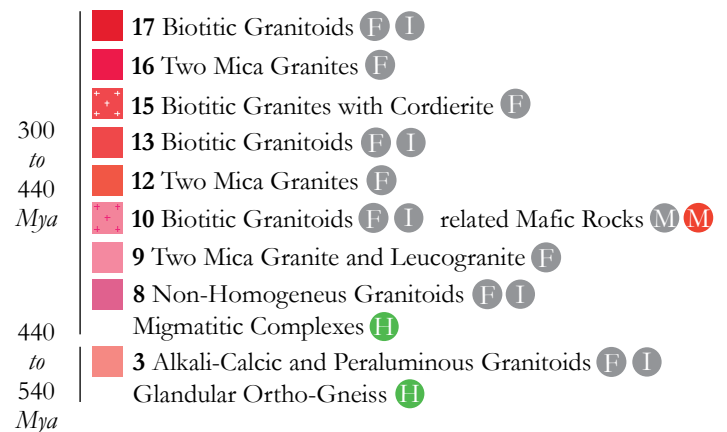 17 Biotitic Granitoids F I
16 Two Mica Granites F
15 Biotitic Granites with Cordierite F
300
to
440
Mya
13 Biotitic Granitoids F I
12 Two Mica Granites F
10 Biotitic Granitoids F I related Mafic Rocks M M
9 Two Mica Granite and Leucogranite F
8 Non-Homogeneus Granitoids F I
Migmatitic Complexes H
440
to
540
Mya
3 Alkali-Calcic and Peraluminous Granitoids F I
Glandular Ortho-Gneiss H